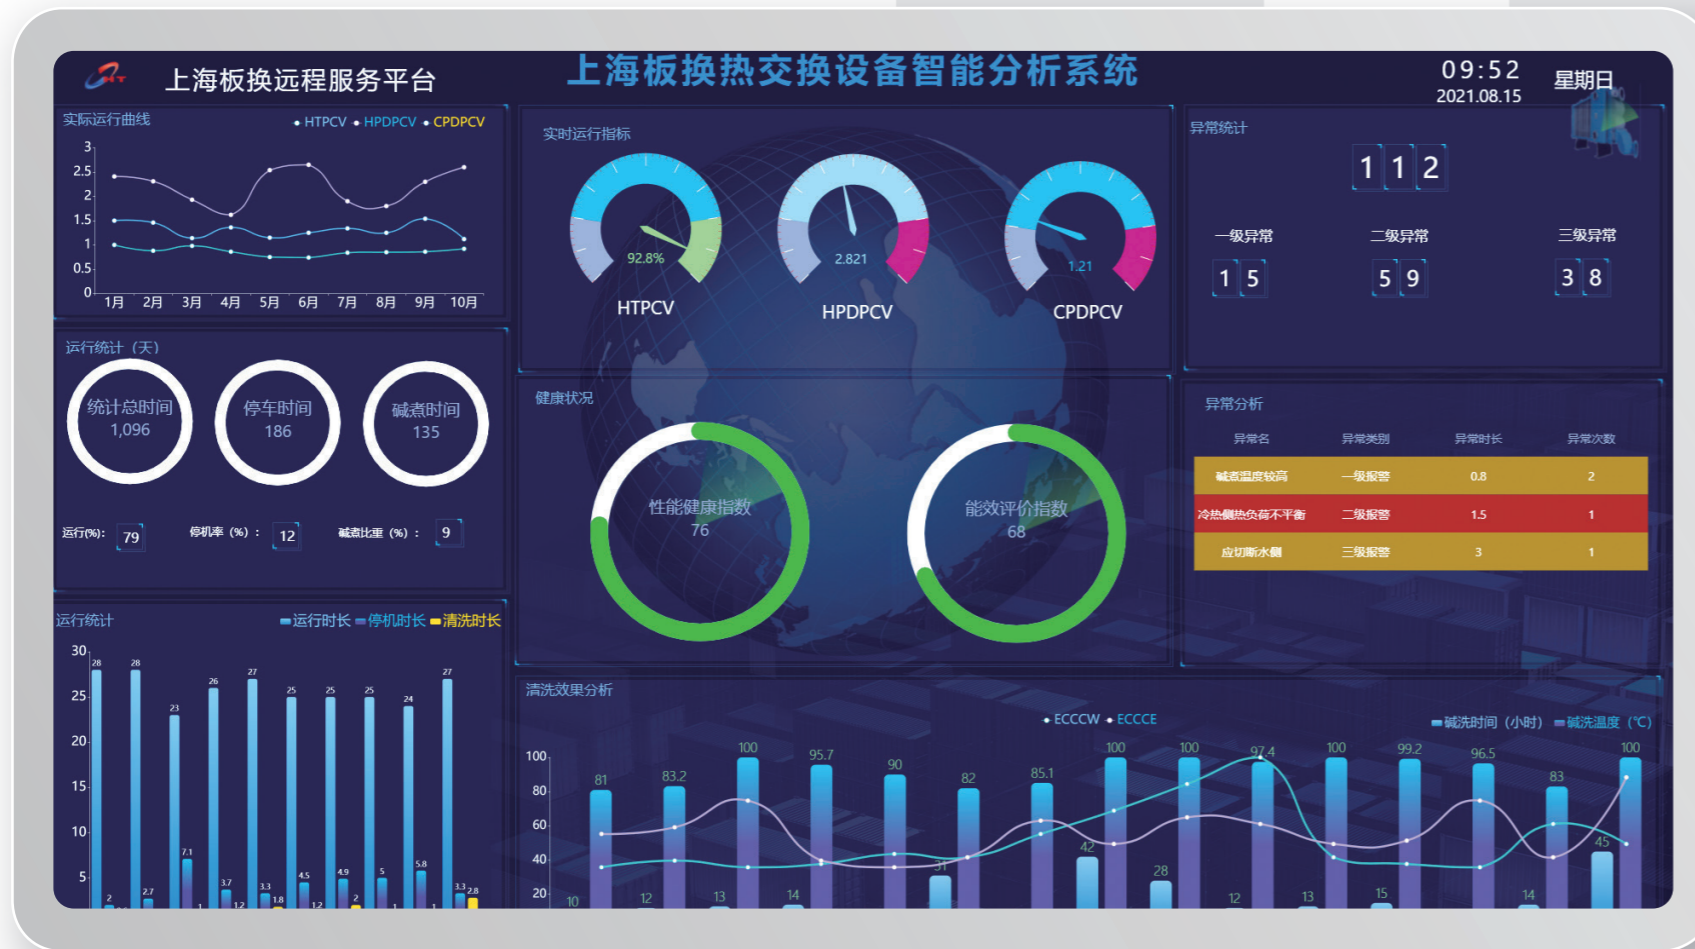 HT
上海板换远程服务平台
上海板换热交换设备智能分析系统
09:52
2021.08.15
星期日
实际运行曲线
HTPCV HPDPCV CPDPCV
3
2.5
2
1.5
1
0.5
0
1月 2月 3月 4月 5月 6月 7月 8月 9月 10月
实时运行指标
92.8%
HTPCV
2.821
HPDPCV
1.21
CPDPCV
异常统计
1 1 2
一级异常 二级异常 三级异常
1 5 5 9 3 8
运行统计（天）
统计总时间 停车时间 碱煮时间
1,096 186 135
运行(%): 79 停机率（%）: 12 碱煮比重（%）: 9
健康状况
性能健康指数
76
能效评价指数
68
异常分析
异常名 异常类别 异常时长 异常次数
碱煮温度较高 一级报警 0.8 2
冷热侧热负荷不平衡 二级报警 1.5 1
应切断水侧 三级报警 3 1
运行统计
运行时长 停机时长 清洗时长
30
25
20
15
10
5
28 28 23 26 27 25 25 25 24 27
2 2.7 7.1 3.7 3.3 4.5 4.9 5 5.8 3.3
1 1.2 1.8 1.2 2 1 1 2.8
清洗效果分析
ECCCW ECCCE
碱洗时间（小时） 碱洗温度（℃）
100
80
60
40
20
81 83.2 100 95.7 90 82 85.1 100 100 97.4 100 99.2 96.5 83 100
10 12 13 14 31 42 28 12 13 15 14 45